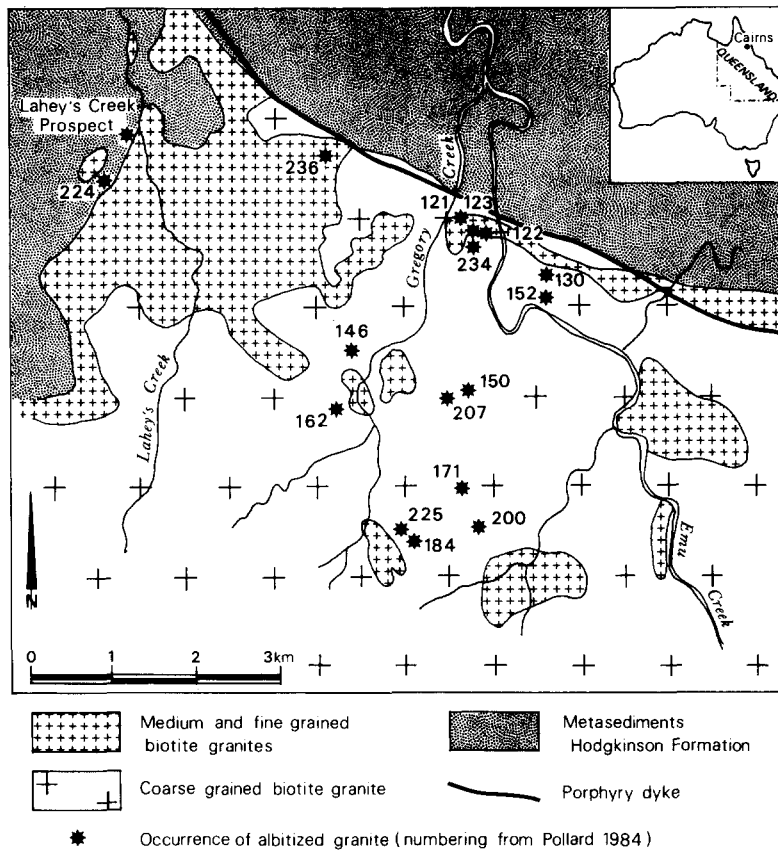 Cairns
QUEENSLAND
Lahey's Creek
Prospect
224
236
Creek
Gregory
121 123
122
234
130
152
146
162
150
207
Lahey's Creek
171
225
200
184
Emu
Creek
N
0 1 2 3km
Medium and fine grained
biotite granites
Metasediments
Hodgkinson Formation
Coarse grained biotite granite
Porphyry dyke
Occurrence of albitized granite (numbering from Pollard 1984)